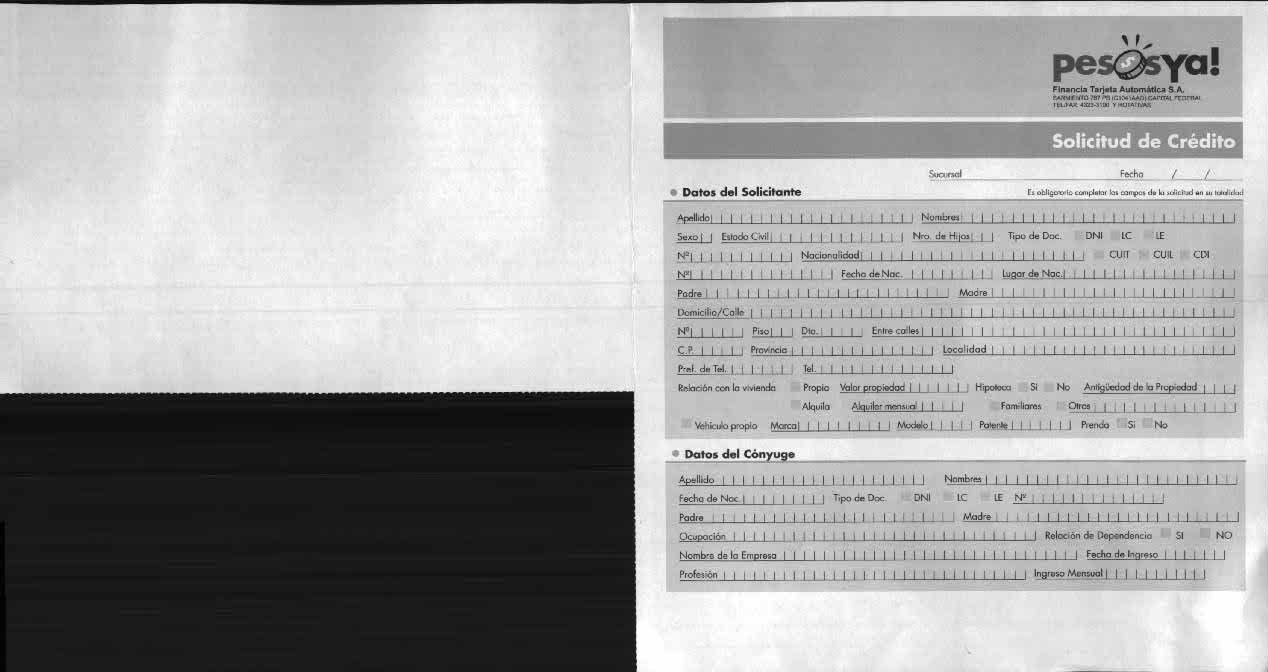 pesosya!
Financia Tarjeta Automática S.A.
SARMIENTO 767 PB (C1041AAO) CAPITAL FEDERAL
TEL/FAX: 4323-3100 Y ROTATIVAS
Solicitud de Crédito
Sucursal Fecha / /
Datos del Solicitante Es obligatorio completar los campos de la solicitud en su totalidad
Apellido Nombres
Sexo Estado Civil Nro. de Hijos Tipo de Doc. DNI LC LE
Nº Nacionalidad CUIT CUIL CDI
Nº Fecha de Nac. Lugar de Nac.
Padre Madre
Domicilio/Calle
Nº Piso Dto. Entre calles
C.P. Provincia Localidad
Pref. de Tel. Tel.
Relación con la vivienda Propia Valor propiedad Hipoteca Si No Antigüedad de la Propiedad
Alquila Alquiler mensual Familiares Otros
Vehículo propio Marca Modelo Patente Prenda Si No
Datos del Cónyuge
Apellido Nombres
Fecha de Nac. Tipo de Doc. DNI LC LE Nº
Padre Madre
Ocupación Relación de Dependencia SI NO
Nombre de la Empresa Fecha de Ingreso
Profesión Ingreso Mensual